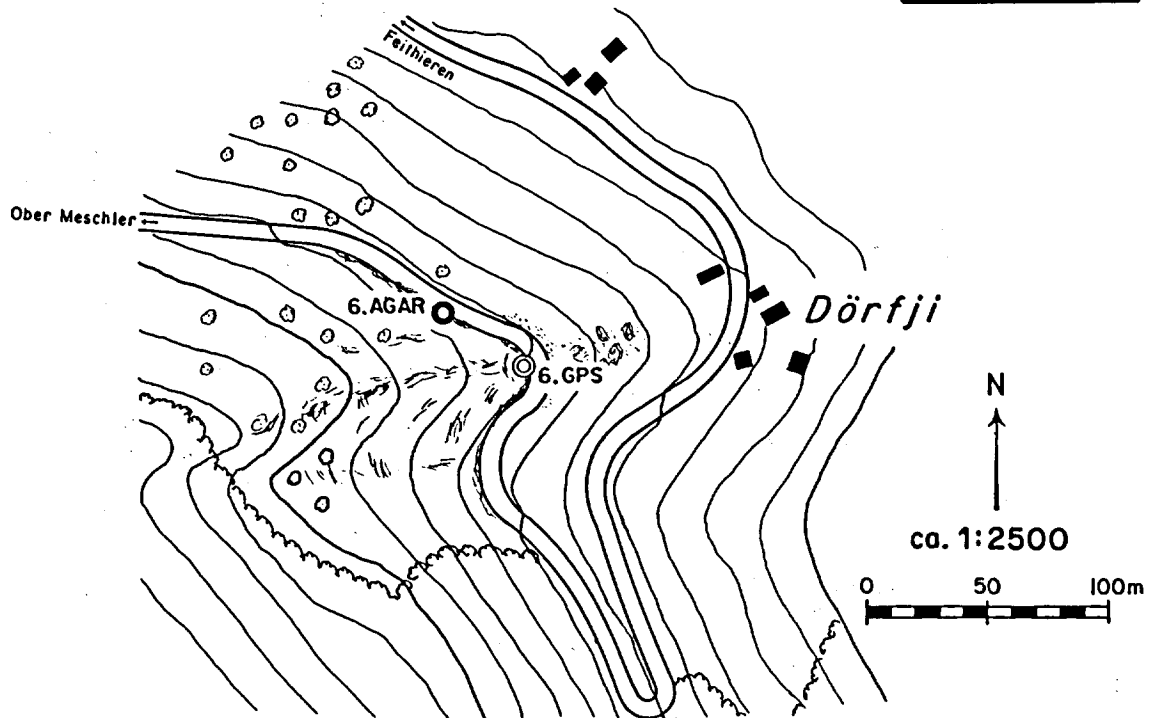 Feithieren
Ober Meschler
6.AGAR
Dörfji
6.GPS
N
ca. 1:2500
0 50 100m